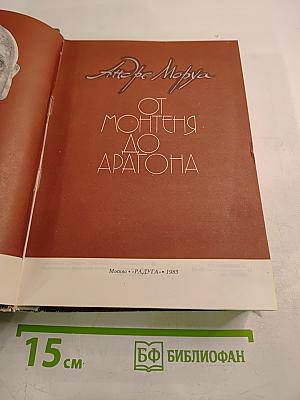 Андре Моруа
ОТ
МОНТЕНЯ
ДО
АРАГОНА
Москва • «РАДУГА» • 1983
15 см
БФ БИБЛИОФАН